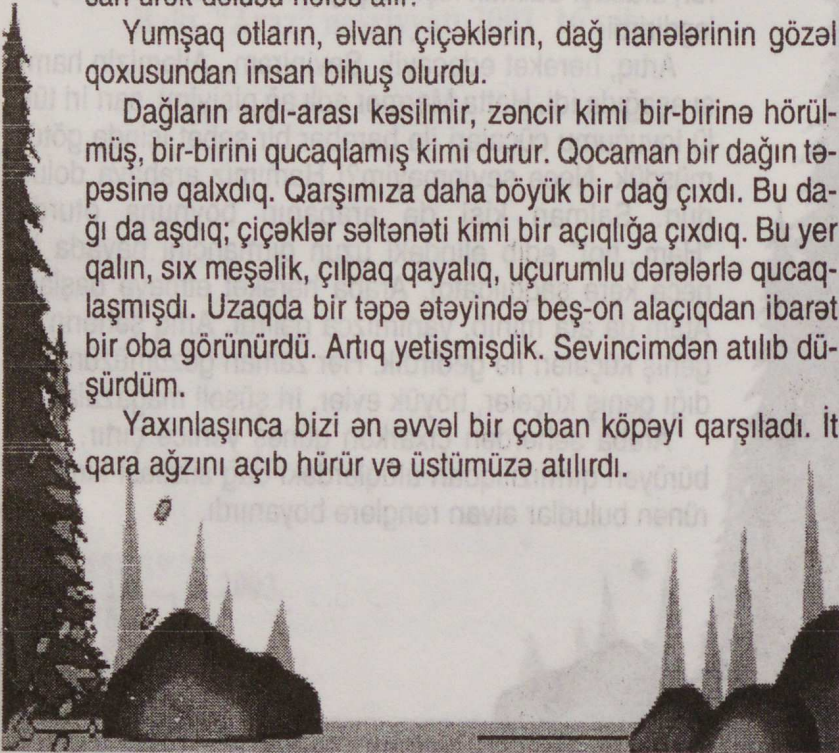 Yumşaq otların, əlvan çiçəklərin, dağ nanələrinin gözəl
qoxusundan insan bihuş olurdu.
Dağların ardı-arası kəsilmir, zəncir kimi bir-birinə hörül-
müş, bir-birini qucaqlamış kimi durur. Qocaman bir dağın tə-
pəsinə qalxdıq. Qarşımıza daha böyük bir dağ çıxdı. Bu da-
ğı da aşdıq; çiçəklər səltənəti kimi bir açıqlığa çıxdıq. Bu yer
qalın, sıx meşəlik, çılpaq qayalıq, uçurumlu dərələrlə qucaq-
laşmışdı. Uzaqda bir təpə ətəyində beş-on alaçıqdan ibarət
bir oba görünürdü. Artıq yetişmişdik. Sevincimdən atılıb dü-
şürdüm.
Yaxınlaşınca bizi ən əvvəl bir çoban köpəyi qarşıladı. İt
qara ağzını açıb hürür və üstümüzə atılırdı.